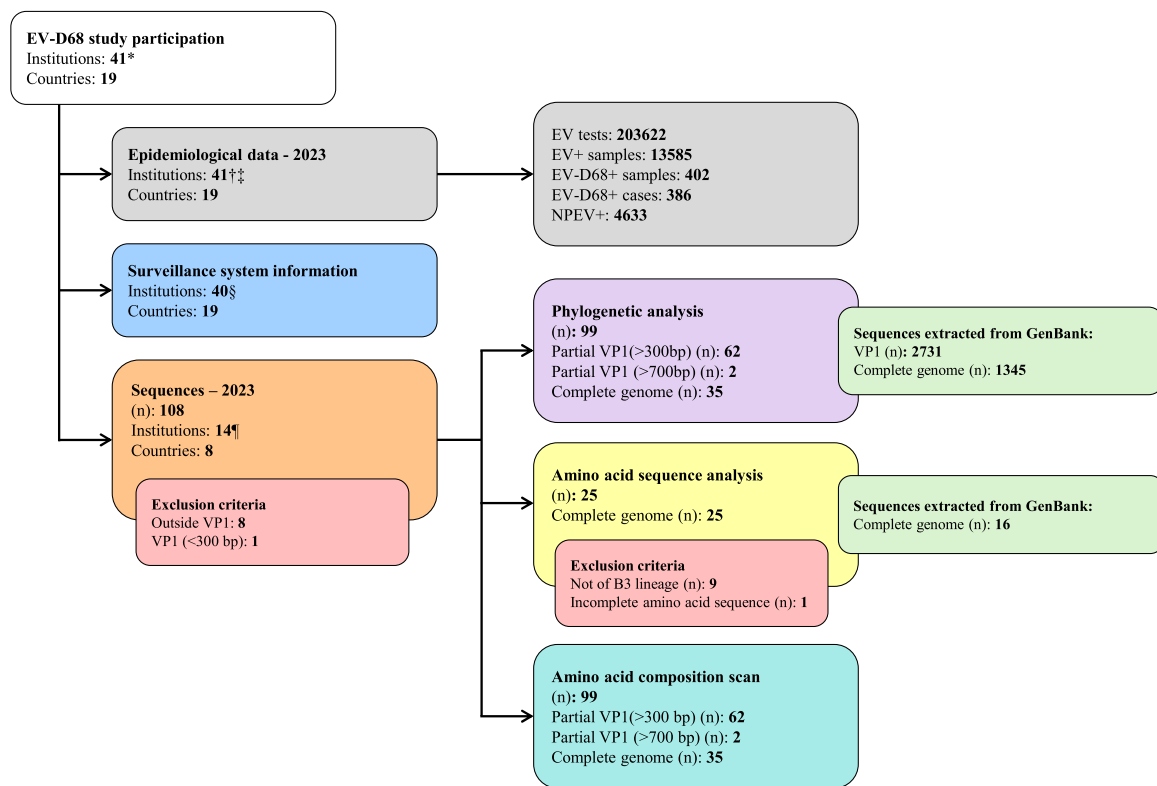 EV-D68 study participation
Institutions: 41*
Countries: 19
Epidemiological data - 2023
Institutions: 41†‡
Countries: 19
EV tests: 203622
EV+ samples: 13585
EV-D68+ samples: 402
EV-D68+ cases: 386
NPEV+: 4633
Surveillance system information
Institutions: 40§
Countries: 19
Sequences – 2023
(n): 108
Institutions: 14¶
Countries: 8
Exclusion criteria
Outside VP1: 8
VP1 (<300 bp): 1
Phylogenetic analysis
(n): 99
Partial VP1(>300bp) (n): 62
Partial VP1 (>700bp) (n): 2
Complete genome (n): 35
Sequences extracted from GenBank:
VP1 (n): 2731
Complete genome (n): 1345
Amino acid sequence analysis
(n): 25
Complete genome (n): 25
Sequences extracted from GenBank:
Complete genome (n): 16
Exclusion criteria
Not of B3 lineage (n): 9
Incomplete amino acid sequence (n): 1
Amino acid composition scan
(n): 99
Partial VP1(>300 bp) (n): 62
Partial VP1 (>700 bp) (n): 2
Complete genome (n): 35